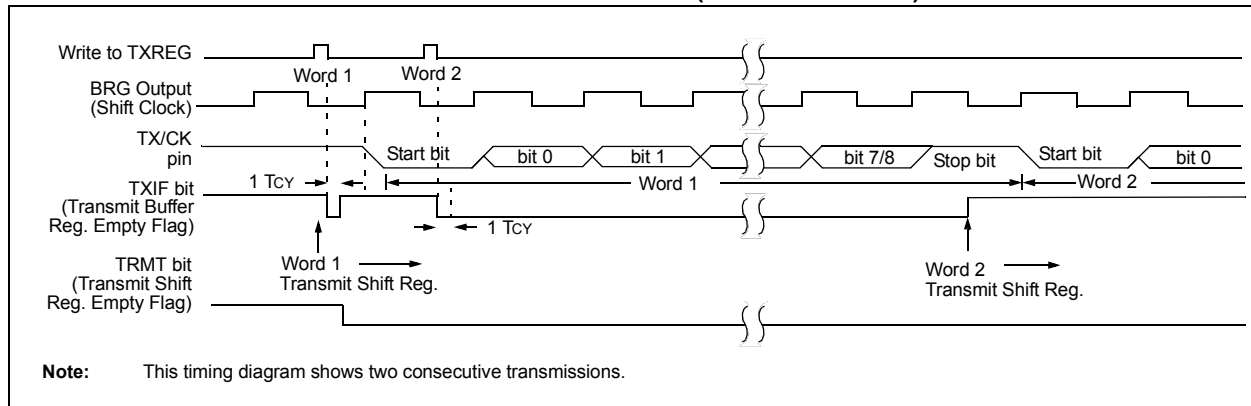 Write to TXREG
Word 1
Word 2
BRG Output
(Shift Clock)
TX/CK
pin
Start bit
bit 0
bit 1
bit 7/8
Stop bit
Start bit
bit 0
1 TCY
Word 1
Word 2
TXIF bit
(Transmit Buffer
Reg. Empty Flag)
1 TCY
Word 1
Transmit Shift Reg.
Word 2
Transmit Shift Reg.
TRMT bit
(Transmit Shift
Reg. Empty Flag)
Note: This timing diagram shows two consecutive transmissions.